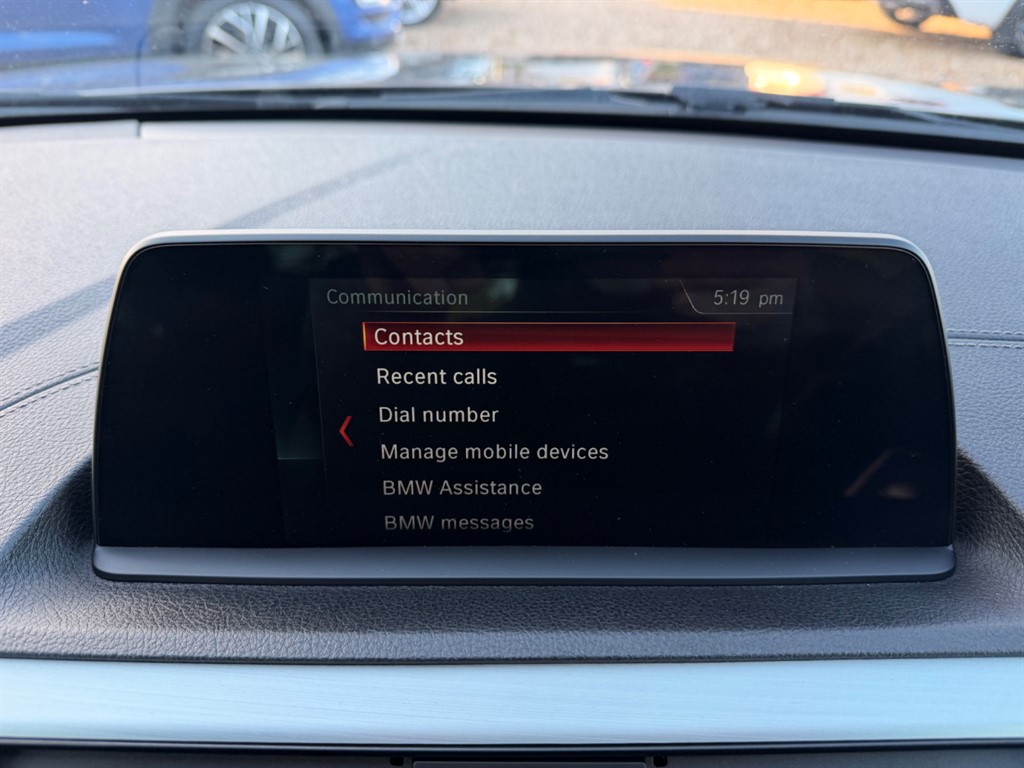 Communication 5:19 pm
Contacts
Recent calls
Dial number
Manage mobile devices
BMW Assistance
BMW messages